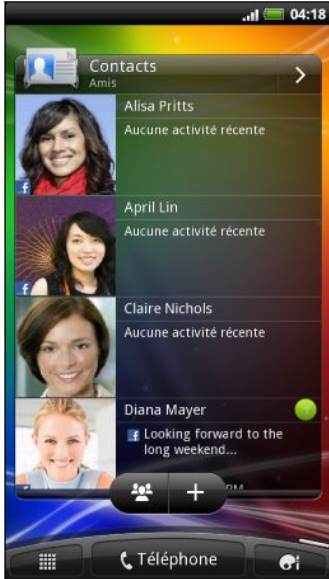 04:18
Contacts
Amis
Alisa Pritts
Aucune activité récente
April Lin
Aucune activité récente
Claire Nichols
Aucune activité récente
Diana Mayer
Looking forward to the
long weekend...
Téléphone